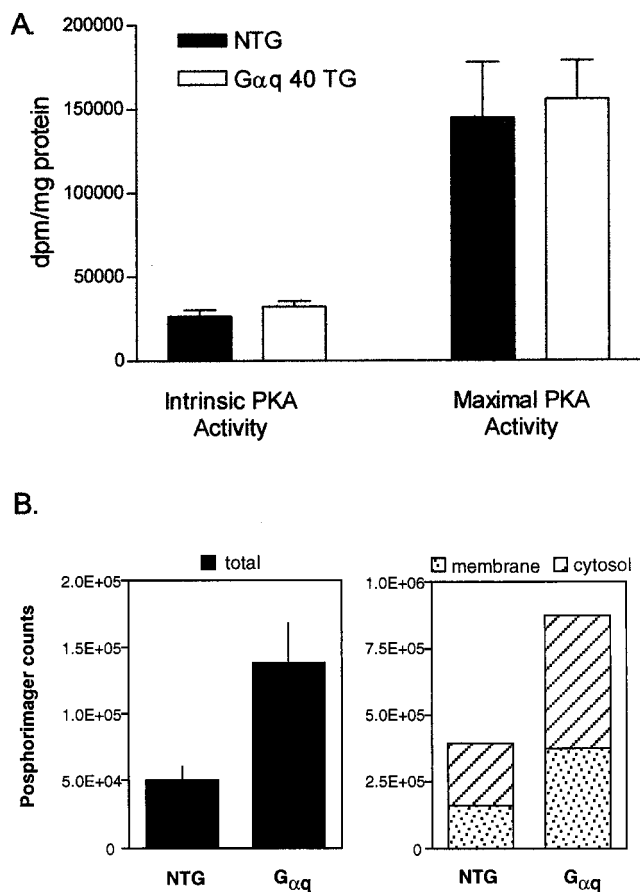 A.
200000
150000
100000
50000
0
dpm/mg protein
NTG
Gαq 40 TG
Intrinsic PKA
Activity
Maximal PKA
Activity
B.
total
2.0E+05
1.5E+05
1.0E+05
5.0E+04
0
Posphorimager counts
NTG
Gαq
membrane
cytosol
1.0E+06
7.5E+05
5.0E+05
2.5E+05
0
NTG
Gαq